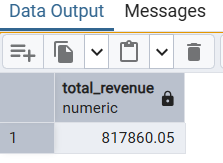 Data Output Messages
total_revenue
numeric
1 817860.05